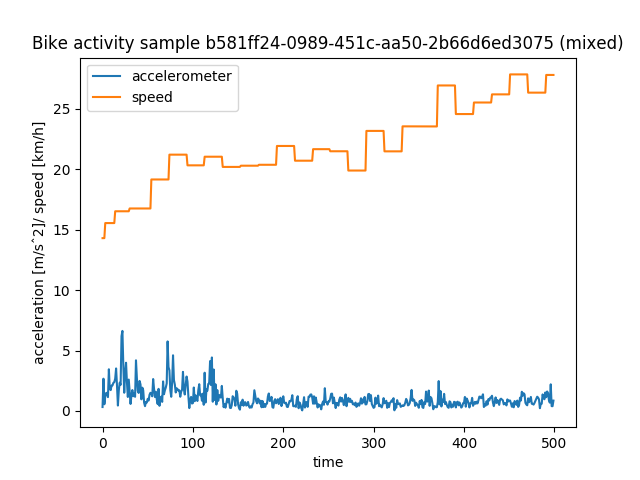 Bike activity sample b581ff24-0989-451c-aa50-2b66d6ed3075 (mixed)
accelerometer
speed
acceleration [m/sˆ2]/ speed [km/h]
25
20
15
10
5
0
0 100 200 300 400 500
time